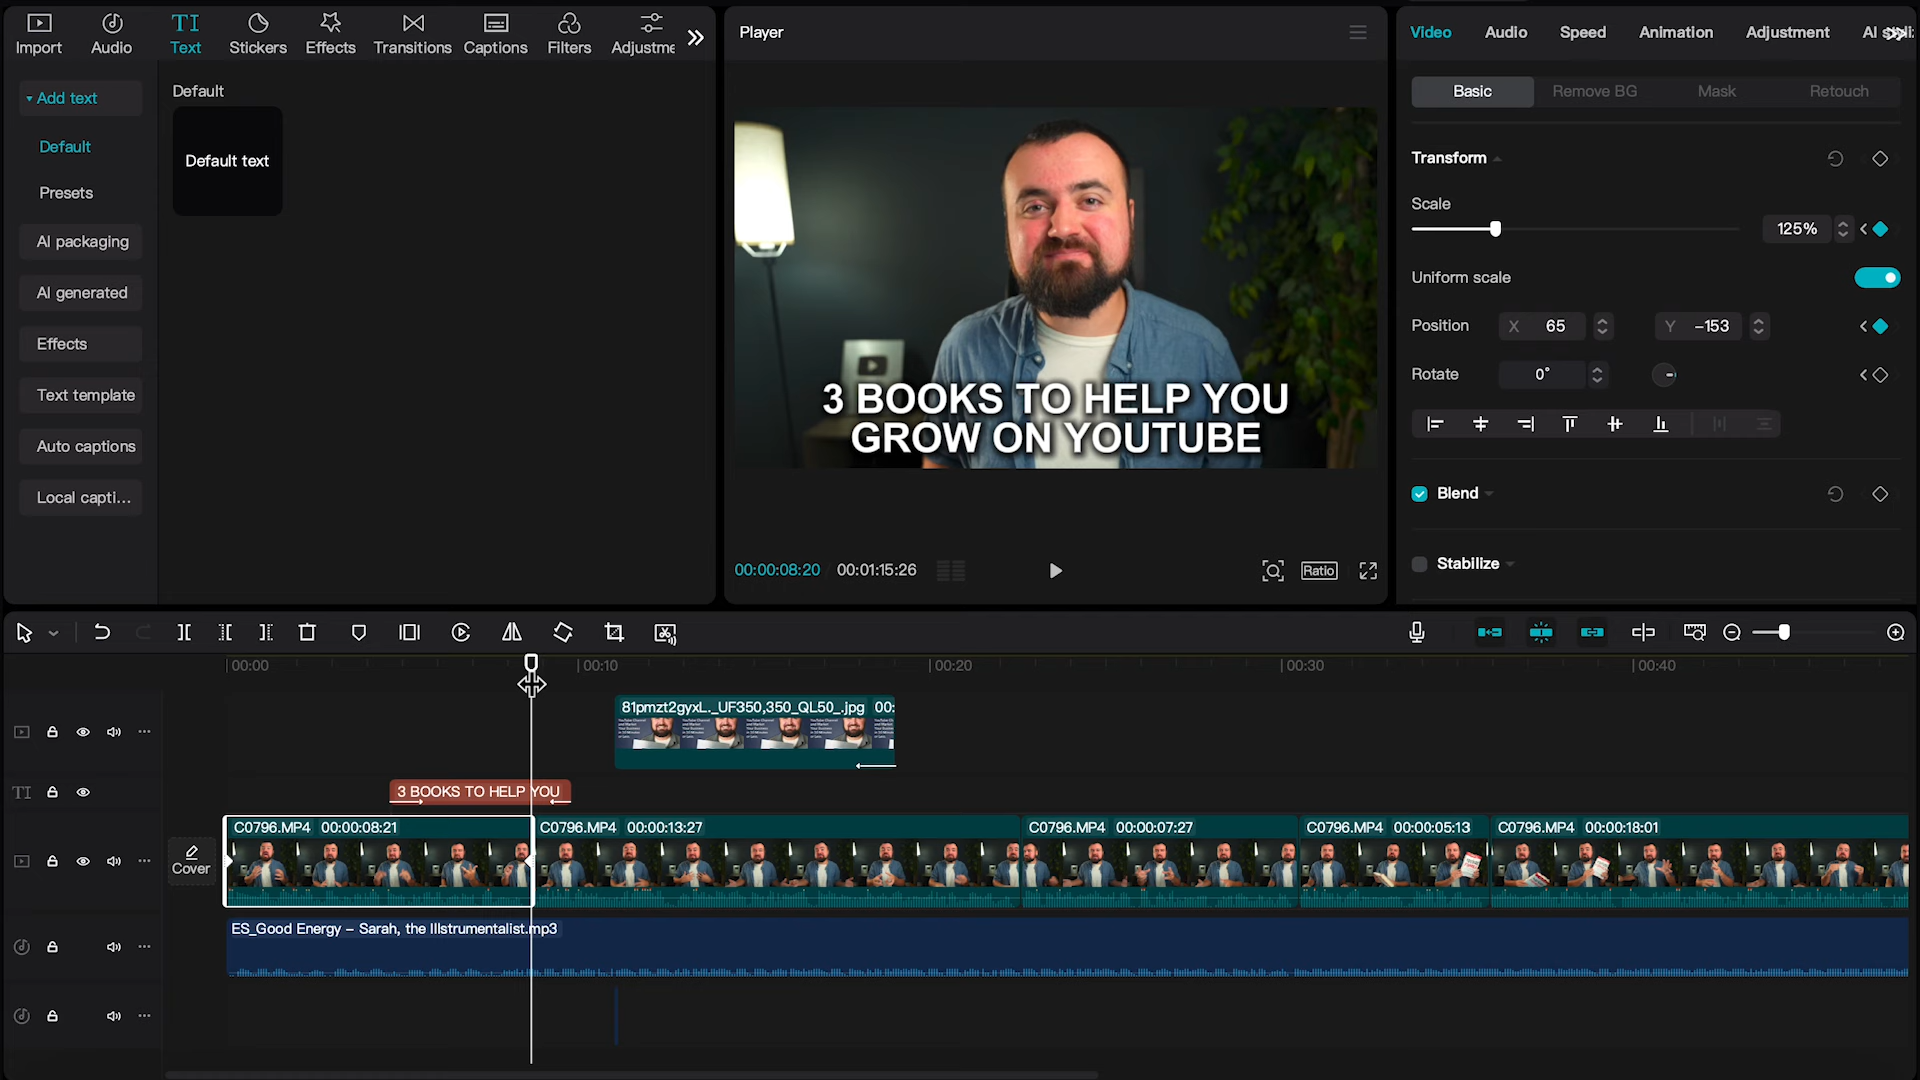 Import
Audio
TI
Text
Stickers
Effects
Transitions
Captions
Filters
Adjustme
Add text
Default
Presets
AI packaging
AI generated
Effects
Text template
Auto captions
Local capti...
Default
Default text
Player
3 BOOKS TO HELP YOU
GROW ON YOUTUBE
00:00:08:20
00:01:15:26
Ratio
Video
Audio
Speed
Animation
Adjustment
Basic
Remove BG
Mask
Retouch
Transform
Scale
125%
Uniform scale
Position
X 65
Y -153
Rotate
0°
Blend
Stabilize
00:00
00:10
00:20
00:30
00:40
81pmzt2gyxL._UF350,350_QL50_.jpg 00:
TI
3 BOOKS TO HELP YOU
Cover
C0796.MP4 00:00:08:21
C0796.MP4 00:00:13:27
C0796.MP4 00:00:07:27
C0796.MP4 00:00:05:13
C0796.MP4 00:00:18:01
ES_Good Energy – Sarah, the Illstrumentalist.mp3